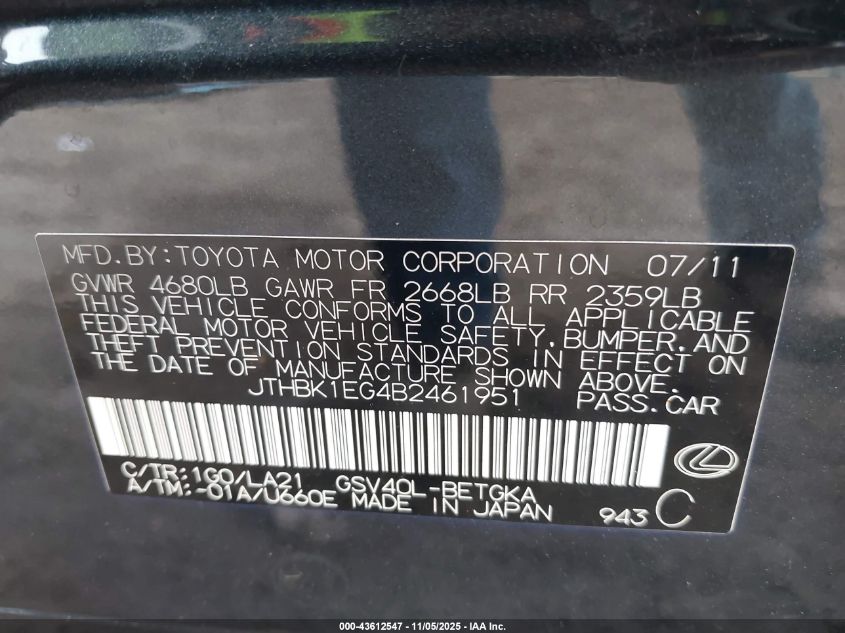 MFD.BY:TOYOTA MOTOR CORPORATION 07/11
GVWR 4680LB GAWR FR 2668LB RR 2359LB
THIS VEHICLE CONFORMS TO ALL APPLICABLE
FEDERAL MOTOR VEHICLE SAFETY,BUMPER,AND
THEFT PREVENTION STANDARDS IN EFFECT ON
THE DATE OF MANUFACTURE SHOWN ABOVE.
JTHBK1EG4B2461951 PASS.CAR
C/TR:1G0/LA21 GSV40L-BETGKA
A/TM:-01A/U660E MADE IN JAPAN 943 C
000-43612547 - 11/05/2025 - IAA Inc.